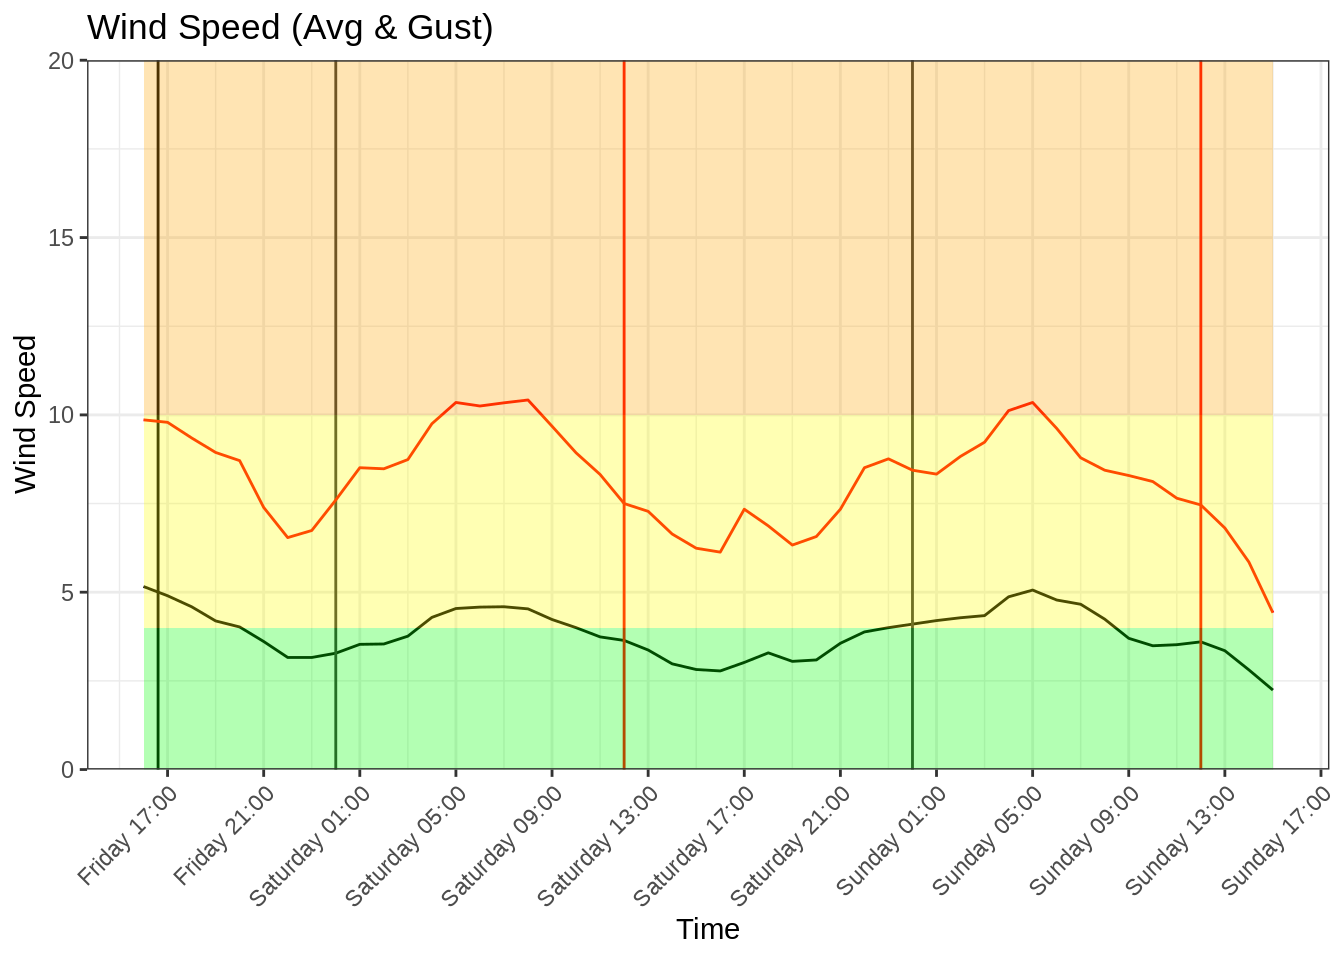 Wind Speed (Avg & Gust)
20
15
10
5
0
Wind Speed
Friday 17:00
Friday 21:00
Saturday 01:00
Saturday 05:00
Saturday 09:00
Saturday 13:00
Saturday 17:00
Saturday 21:00
Sunday 01:00
Sunday 05:00
Sunday 09:00
Sunday 13:00
Sunday 17:00
Time